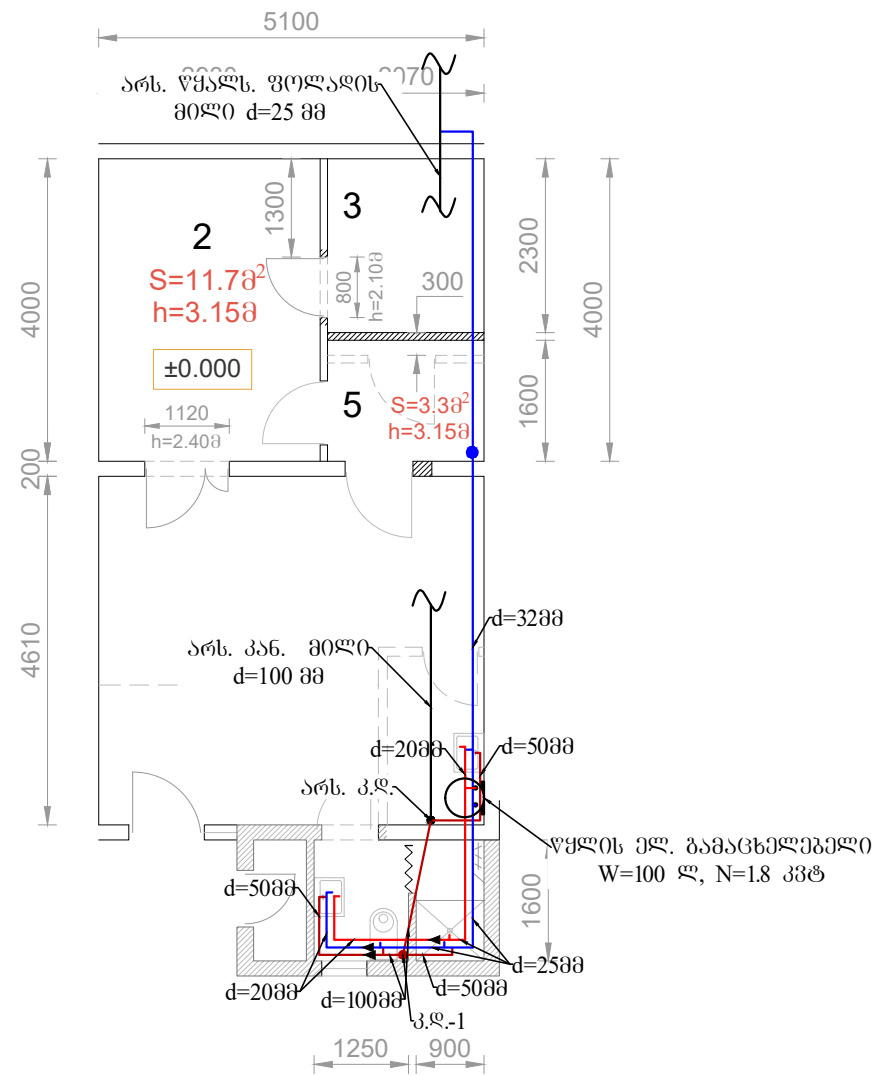 5100
3070
არს. წყალს. ფოლადის
მილი d=25 მმ
1300
3
2
S=11.7მ²
h=3.15მ
800
h=2.10მ
2300
300
4000
4000
±0.000
5
S=3.3მ²
h=3.15მ
1600
1120
h=2.40მ
200
4610
d=32მმ
არს. კან. მილი
d=100 მმ
d=20მმ
d=50მმ
არს. კ.დ.
წყლის ელ. გამაცხელებელი
W=100 ლ, N=1.8 კვტ
1600
d=50მმ
d=25მმ
d=20მმ
d=100მმ
d=50მმ
კ.დ.-1
1250
900